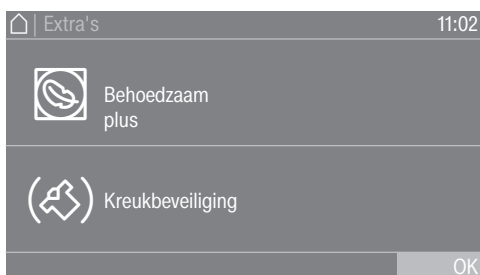 | Extra's 11:02
Behoedzaam
plus
Kreukbeveiliging
OK